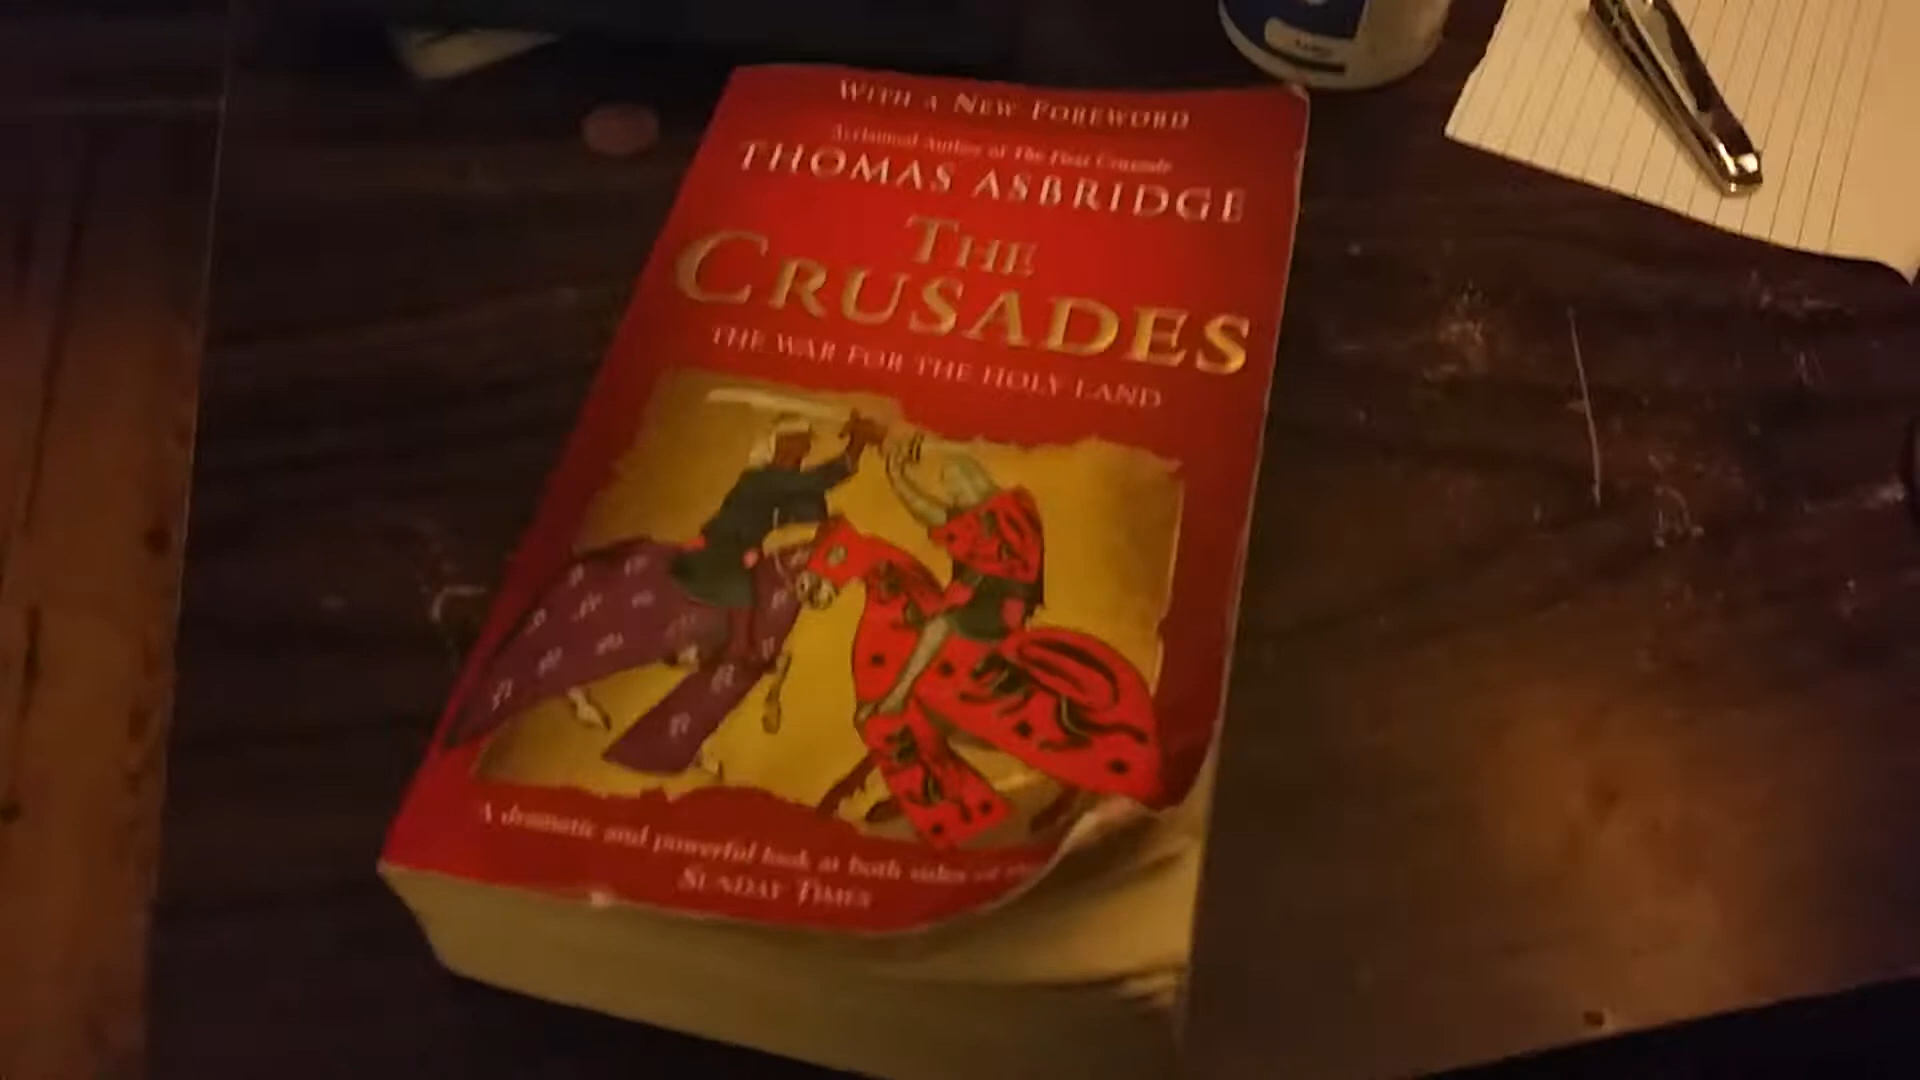 WITH A NEW FOREWORD
Acclaimed Author of The First Crusade
THOMAS ASBRIDGE
THE
CRUSADES
THE WAR FOR THE HOLY LAND
A dramatic and powerful look at both sides of
SUNDAY TIMES